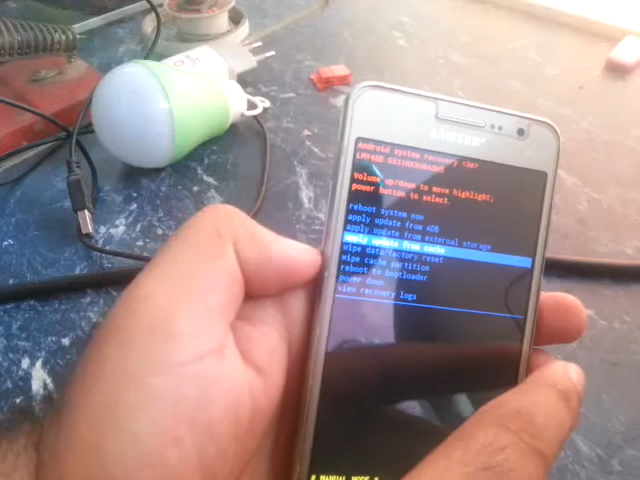 SAMSUNG
Android system recovery <3e>
Volume up/down to move highlight;
power button to select.
reboot system now
apply update from ADB
apply update from external storage
apply update from cache
wipe data/factory reset
wipe cache partition
reboot to bootloader
power down
view recovery logs
# MANUAL MODE #